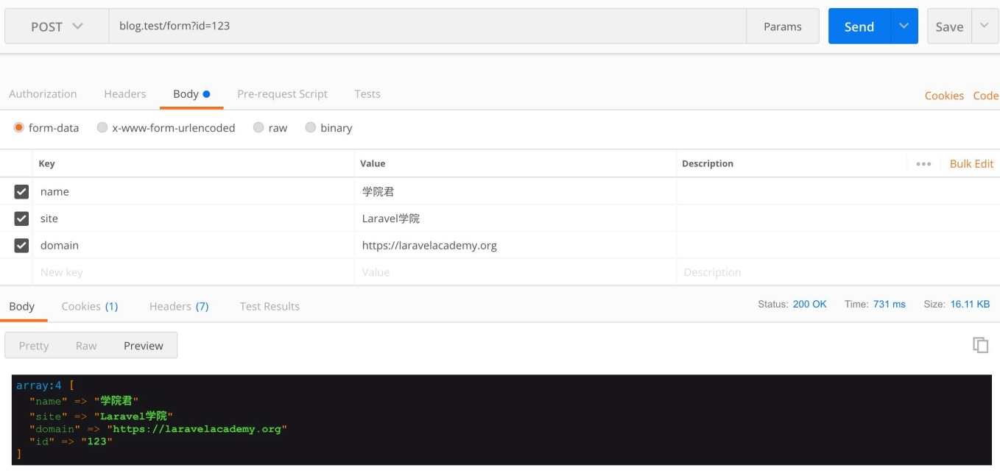 POST blog.test/form?id=123 Params Send Save
Authorization Headers Body Pre-request Script Tests Cookies Code
form-data x-www-form-urlencoded raw binary
Key Value Description ••• Bulk Edit
name 学院君
site Laravel学院
domain https://laravelacademy.org
New key Value Description
Body Cookies (1) Headers (7) Test Results Status: 200 OK Time: 731 ms Size: 16.11 KB
Pretty Raw Preview
array:4 [
"name" => "学院君"
"site" => "Laravel学院"
"domain" => "https://laravelacademy.org"
"id" => "123"
]